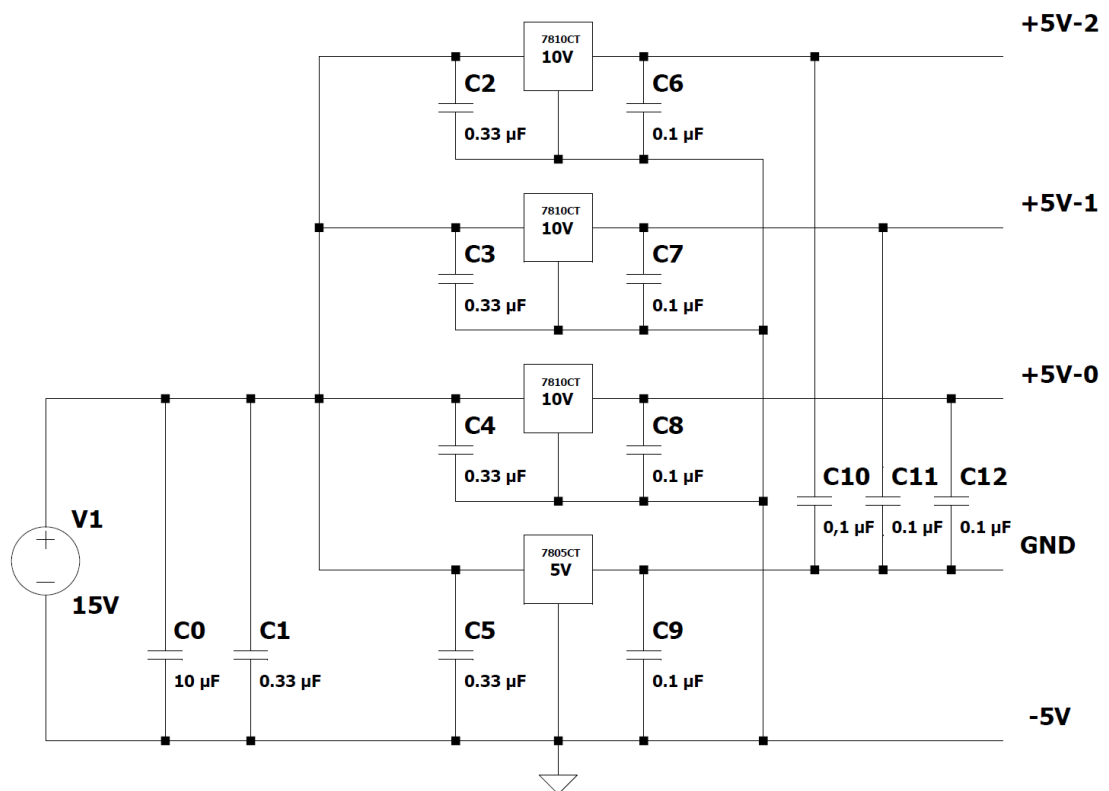 +5V-2
7810CT
10V
C2
C6
0.33 µF
0.1 µF
+5V-1
7810CT
10V
C3
C7
0.33 µF
0.1 µF
+5V-0
7810CT
10V
C4
C8
0.33 µF
0.1 µF
C10
C11
C12
0,1 µF
0.1 µF
0.1 µF
V1
+
−
15V
GND
7805CT
5V
C0
C1
C5
C9
10 µF
0.33 µF
0.33 µF
0.1 µF
-5V